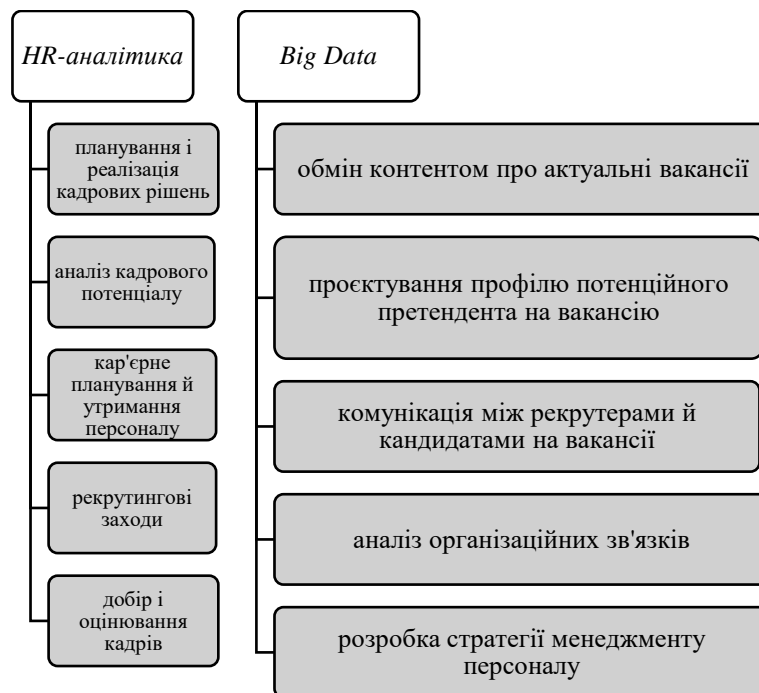 HR-аналітика
планування і
реалізація
кадрових рішень
аналіз кадрового
потенціалу
кар'єрне
планування й
утримання
персоналу
рекрутингові
заходи
добір і
оцінювання
кадрів
Big Data
обмін контентом про актуальні вакансії
проєктування профілю потенційного
претендента на вакансію
комунікація між рекрутерами й
кандидатами на вакансії
аналіз організаційних зв'язків
розробка стратегії менеджменту
персоналу